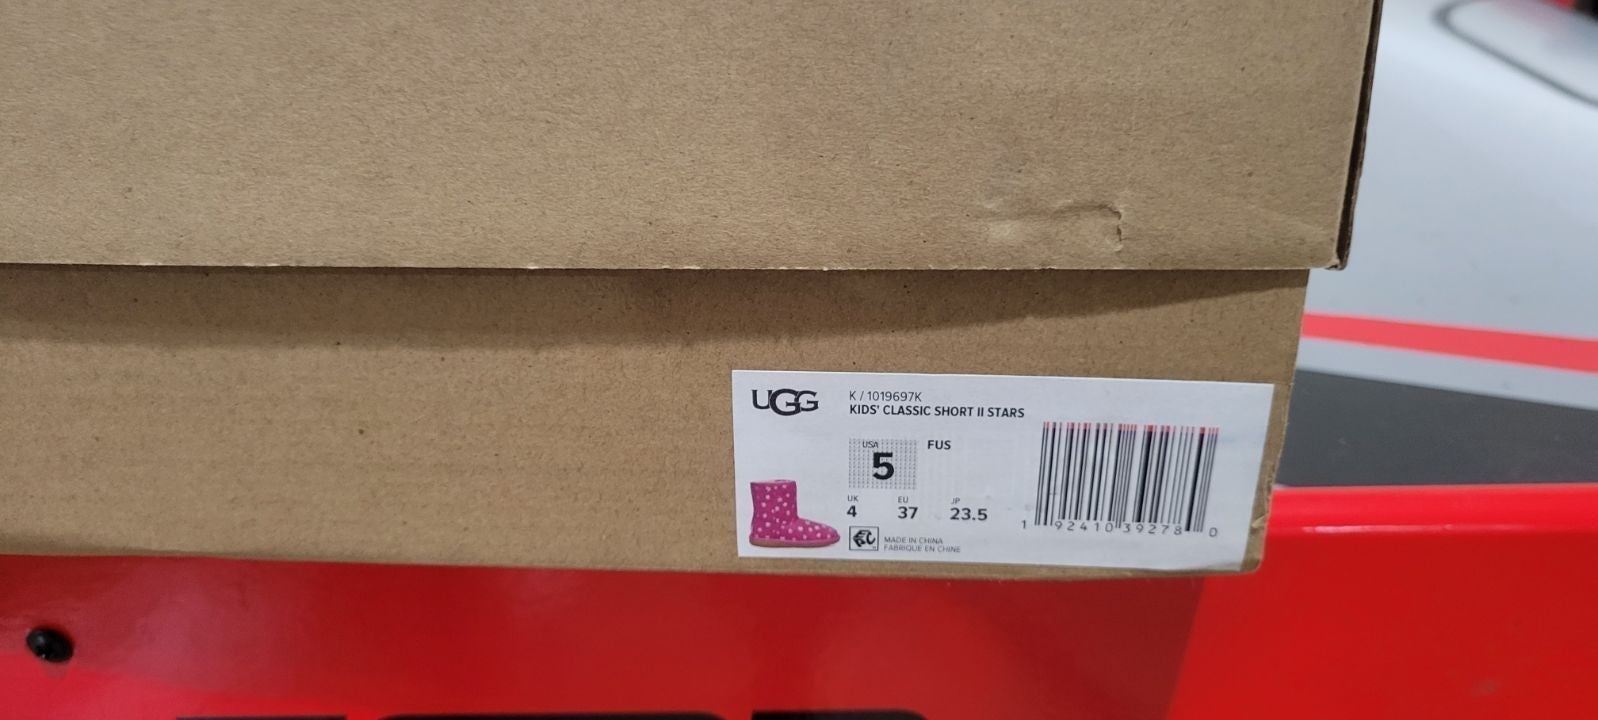 UGG
K / 1019697K
KIDS' CLASSIC SHORT II STARS
USA
5
FUS
UK
4
EU
37
JP
23.5
MADE IN CHINA
FABRIQUE EN CHINE
1 92410 39278 0